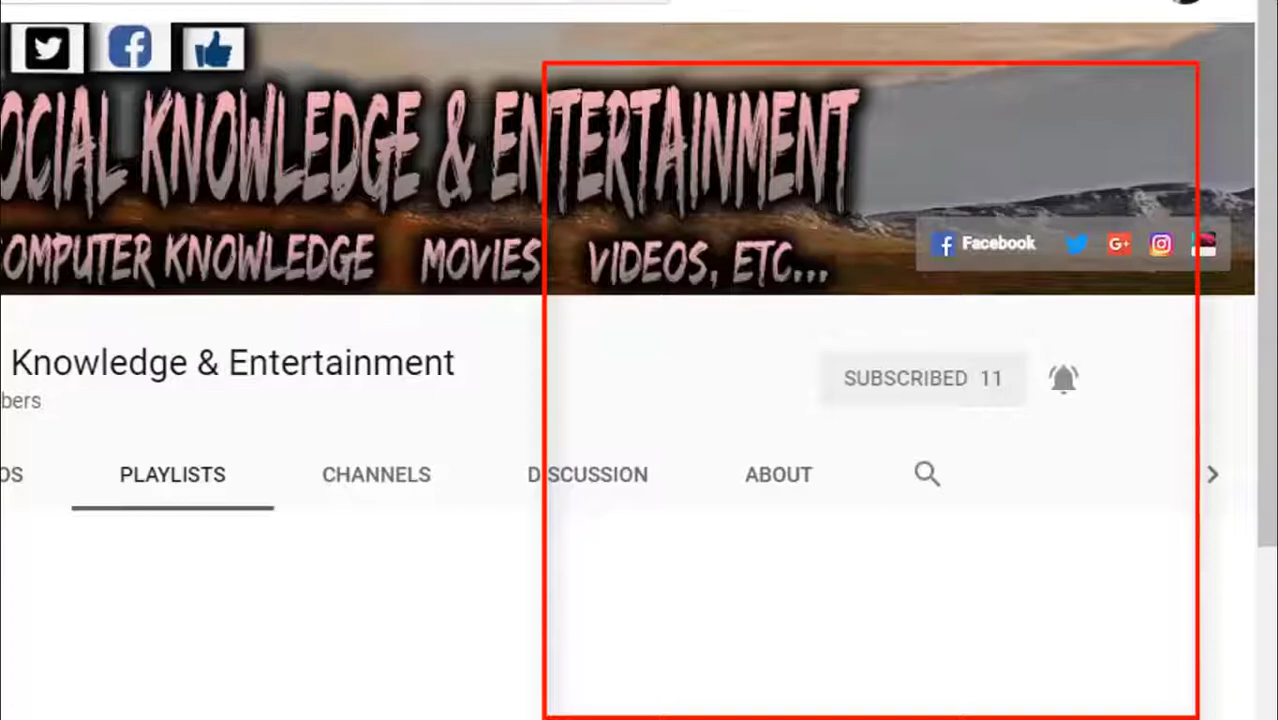 OCIAL KNOWLEDGE & ENTERTAINMENT
OMPUTER KNOWLEDGE MOVIES VIDEOS, ETC...
Facebook
Knowledge & Entertainment
SUBSCRIBED 11
bers
OS PLAYLISTS CHANNELS DISCUSSION ABOUT